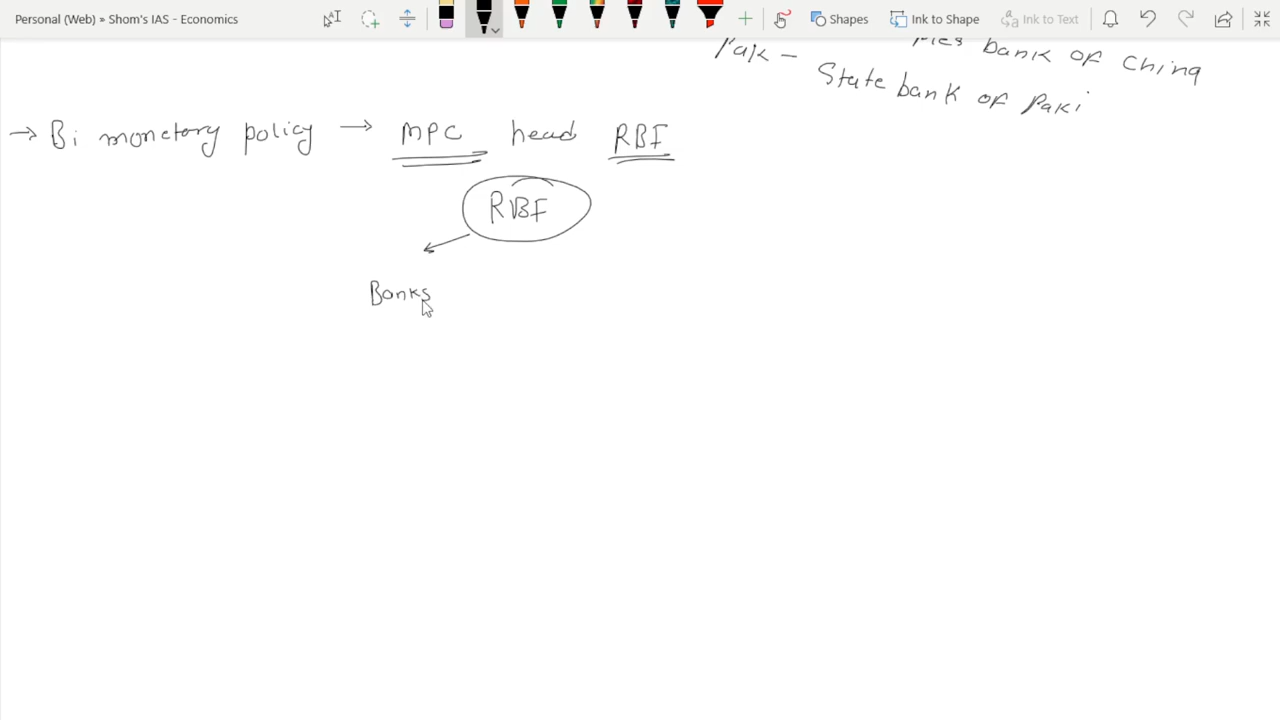 Personal (Web) » Shom's IAS - Economics
Shapes
Ink to Shape
Ink to Text
Pak - bank of China
State bank of Paki
→ Bi monetory policy → MPC head RBI
RBI
Banks